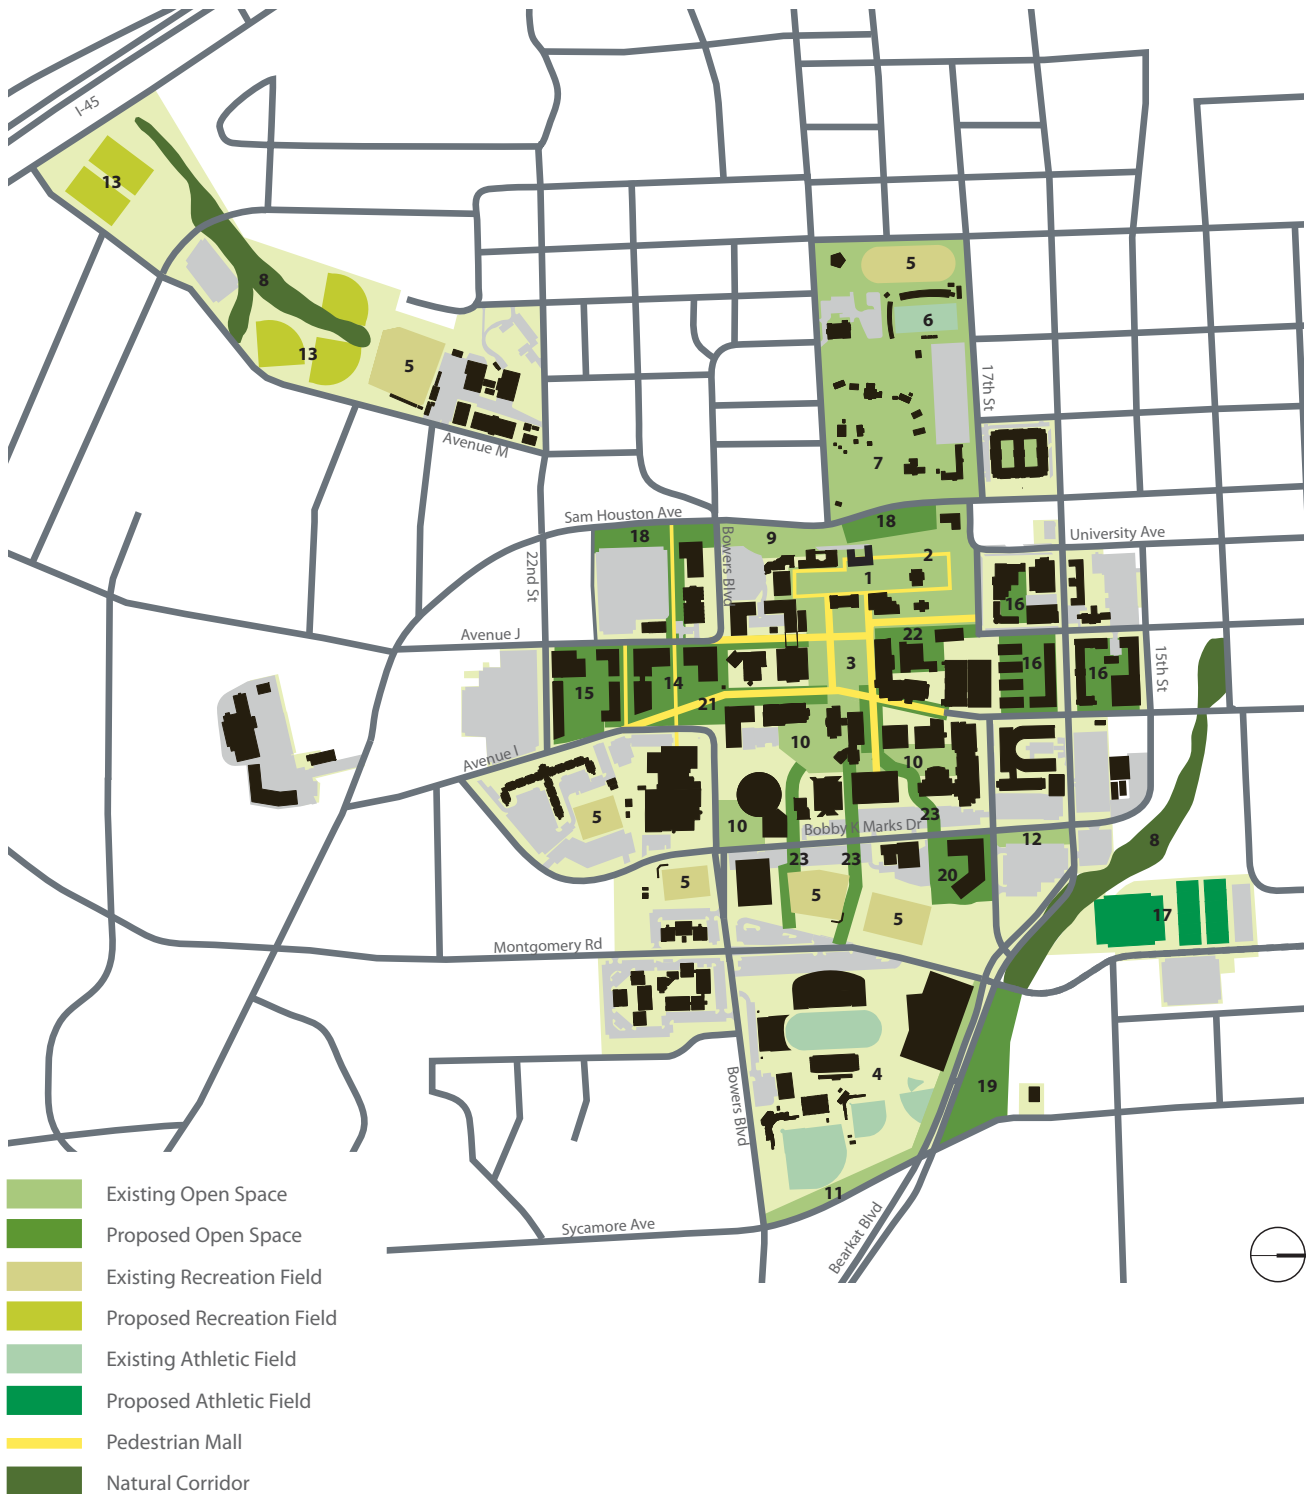 I-45
13
8
5
5
6
13
5
17th St
Avenue M
7
Sam Houston Ave
18
18
9
University Ave
2
22nd St
Bowers Blvd
1
16
Avenue J
22
3
16
16
15th St
14
15
21
10
Avenue I
10
5
10
23
Bobby K Marks Dr
12
8
23
23
20
5
5
5
17
Montgomery Rd
4
19
Bowers Blvd
11
Sycamore Ave
Bearkat Blvd
Existing Open Space
Proposed Open Space
Existing Recreation Field
Proposed Recreation Field
Existing Athletic Field
Proposed Athletic Field
Pedestrian Mall
Natural Corridor